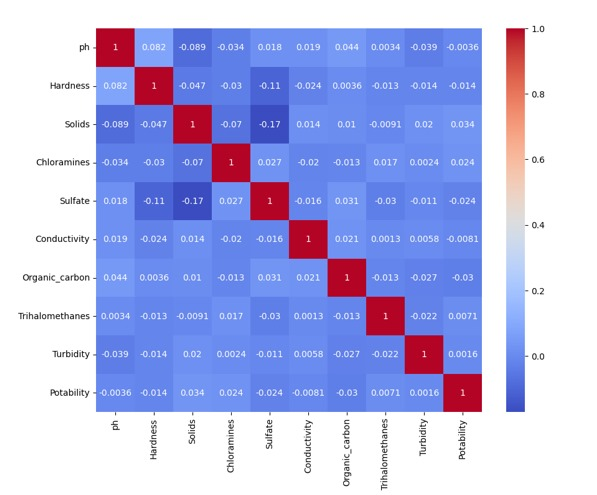 ph 1 0.082 -0.089 -0.034 0.018 0.019 0.044 0.0034 -0.039 -0.0036
Hardness 0.082 1 -0.047 -0.03 -0.11 -0.024 0.0036 -0.013 -0.014 -0.014
Solids -0.089 -0.047 1 -0.07 -0.17 0.014 0.01 -0.0091 0.02 0.034
Chloramines -0.034 -0.03 -0.07 1 0.027 -0.02 -0.013 0.017 0.0024 0.024
Sulfate 0.018 -0.11 -0.17 0.027 1 -0.016 0.031 -0.03 -0.011 -0.024
Conductivity 0.019 -0.024 0.014 -0.02 -0.016 1 0.021 0.0013 0.0058 -0.0081
Organic_carbon 0.044 0.0036 0.01 -0.013 0.031 0.021 1 -0.013 -0.027 -0.03
Trihalomethanes 0.0034 -0.013 -0.0091 0.017 -0.03 0.0013 -0.013 1 -0.022 0.0071
Turbidity -0.039 -0.014 0.02 0.0024 -0.011 0.0058 -0.027 -0.022 1 0.0016
Potability -0.0036 -0.014 0.034 0.024 -0.024 -0.0081 -0.03 0.0071 0.0016 1
ph Hardness Solids Chloramines Sulfate Conductivity Organic_carbon Trihalomethanes Turbidity Potability
1.0
0.8
0.6
0.4
0.2
0.0